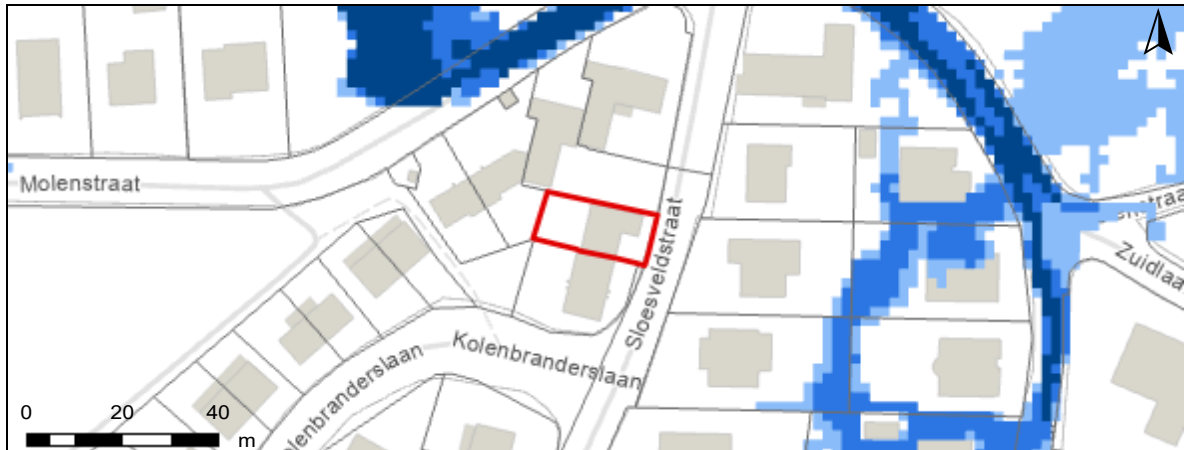 Molenstraat
Sloesveldstraat
Zuidlaa
Kolenbranderslaan
olenbranderslaan
0 20 40
m